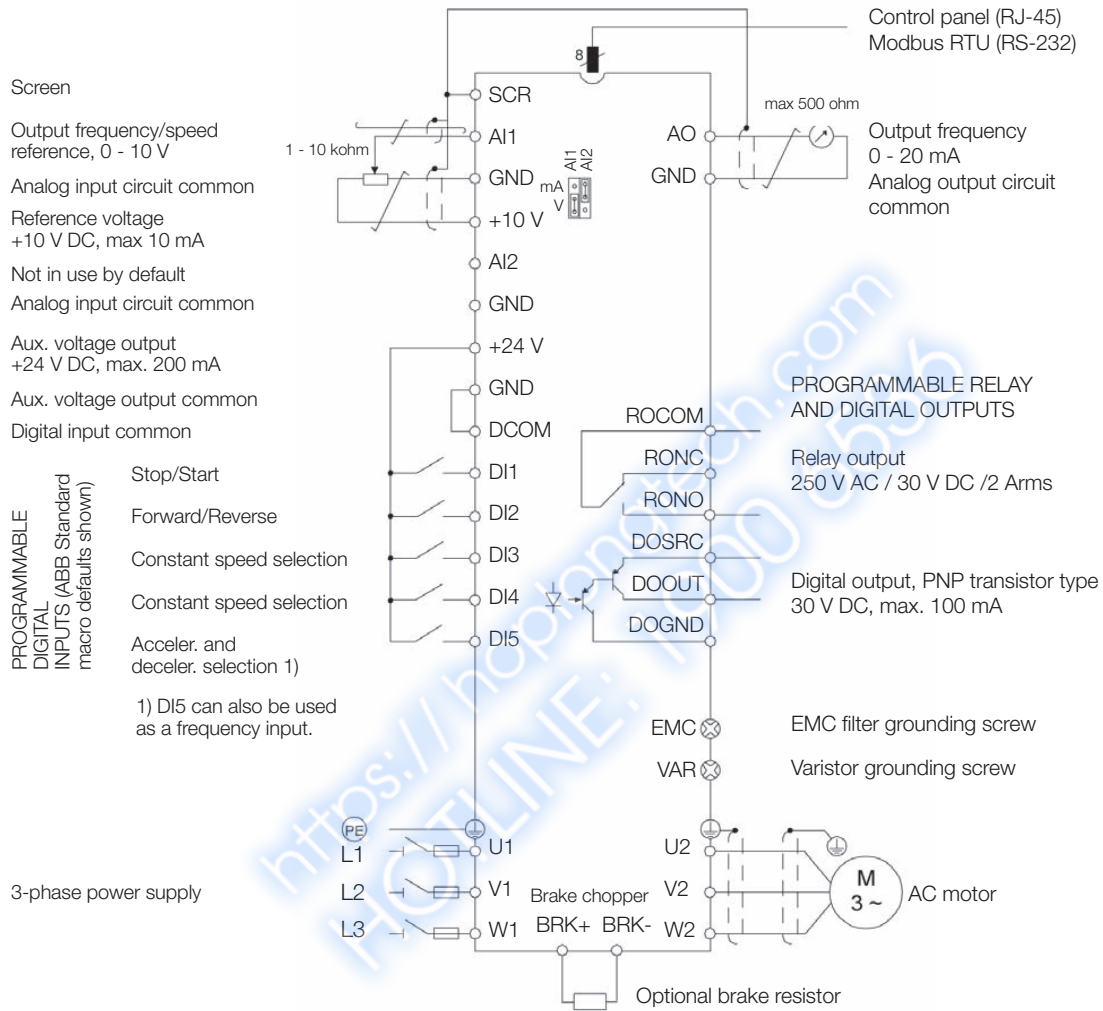 Control panel (RJ-45)
Modbus RTU (RS-232)
8
Screen
SCR
max 500 ohm
Output frequency/speed
reference, 0 - 10 V
1 - 10 kohm
AI1
AI1
AI2
mA
V
AO
Output frequency
0 - 20 mA
Analog input circuit common
GND
GND
Analog output circuit
common
Reference voltage
+10 V DC, max 10 mA
+10 V
Not in use by default
AI2
Analog input circuit common
GND
Aux. voltage output
+24 V DC, max. 200 mA
+24 V
Aux. voltage output common
GND
Digital input common
DCOM
PROGRAMMABLE RELAY
AND DIGITAL OUTPUTS
ROCOM
RONC
RONO
Relay output
250 V AC / 30 V DC /2 Arms
PROGRAMMABLE
DIGITAL
INPUTS (ABB Standard
macro defaults shown)
Stop/Start
DI1
Forward/Reverse
DI2
Constant speed selection
DI3
Constant speed selection
DI4
Acceler. and
deceler. selection 1)
DI5
1) DI5 can also be used
as a frequency input.
DOSRC
DOOUT
DOGND
Digital output, PNP transistor type
30 V DC, max. 100 mA
EMC
EMC filter grounding screw
VAR
Varistor grounding screw
PE
L1
U1
U2
3-phase power supply
L2
V1
Brake chopper
V2
M
3 ~
AC motor
L3
W1
BRK+ BRK-
W2
Optional brake resistor
https://hoplongtech.com
HOTLINE: 1900 6536